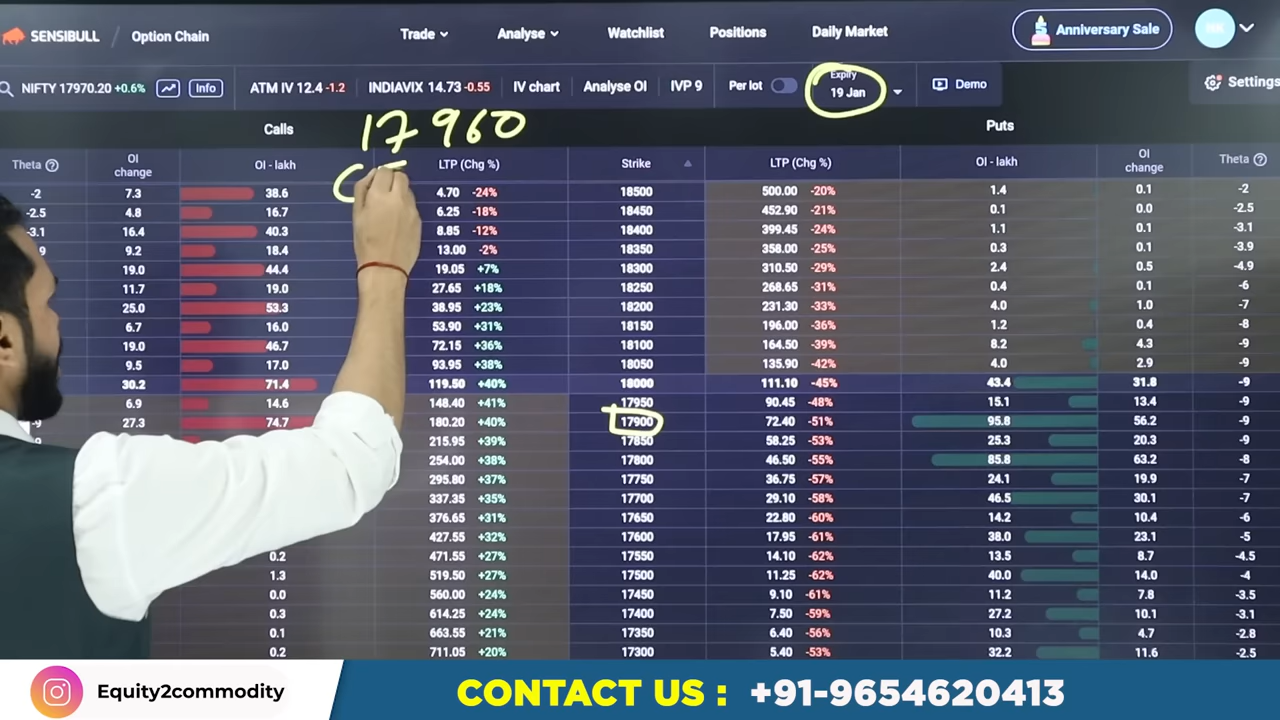 SENSIBULL / Option Chain Trade Analyse Watchlist Positions Daily Market Anniversary Sale
NIFTY 17970.20 +0.6% Info ATM IV 12.4 -1.2 INDIAVIX 14.73 -0.55 IV chart Analyse OI IVP 9 Per lot Expiry 19 Jan Demo Settings
17960
Calls Puts
Theta OI change OI - lakh LTP (Chg %) Strike LTP (Chg %) OI - lakh OI change Theta
-2 7.3 38.6 4.70 -24% 18500 500.00 -20% 1.4 0.1 -2
-2.5 4.8 16.7 6.25 -18% 18450 452.90 -21% 0.1 0.0 -2.5
-3.1 16.4 40.3 8.85 -12% 18400 399.45 -24% 1.1 0.1 -3.1
9.2 18.4 13.00 -2% 18350 358.00 -25% 0.3 0.1 -3.9
19.0 44.4 19.05 +7% 18300 310.50 -29% 2.4 0.5 -4.9
11.7 19.0 27.65 +18% 18250 268.65 -31% 0.4 0.1 -6
25.0 53.3 38.95 +23% 18200 231.30 -33% 4.0 1.0 -7
6.7 16.0 53.90 +31% 18150 196.00 -36% 1.2 0.4 -8
19.0 46.7 72.15 +36% 18100 164.50 -39% 8.2 4.3 -9
9.5 17.0 93.95 +38% 18050 135.90 -42% 4.0 2.9 -9
30.2 71.4 119.50 +40% 18000 111.10 -45% 43.4 31.8 -9
6.9 14.6 148.40 +41% 17950 90.45 -48% 15.1 13.4 -9
-9 27.3 74.7 180.20 +40% 17900 72.40 -51% 95.8 56.2 -9
215.95 +39% 17850 58.25 -53% 25.3 20.3 -9
254.00 +38% 17800 46.50 -55% 85.8 63.2 -8
295.80 +37% 17750 36.75 -57% 24.1 19.9 -7
337.35 +35% 17700 29.10 -58% 46.5 30.1 -7
376.65 +31% 17650 22.80 -60% 14.2 10.4 -6
427.55 +32% 17600 17.95 -61% 38.0 23.1 -5
0.2 471.55 +27% 17550 14.10 -62% 13.5 8.7 -4.5
1.3 519.50 +27% 17500 11.25 -62% 40.0 14.0 -4
0.0 560.00 +24% 17450 9.10 -61% 11.2 7.8 -3.5
0.3 614.25 +24% 17400 7.50 -59% 27.2 10.1 -3.1
0.1 663.55 +21% 17350 6.40 -56% 10.3 4.7 -2.8
0.2 711.05 +20% 17300 5.40 -53% 32.2 11.6 -2.5
Equity2commodity CONTACT US : +91-9654620413